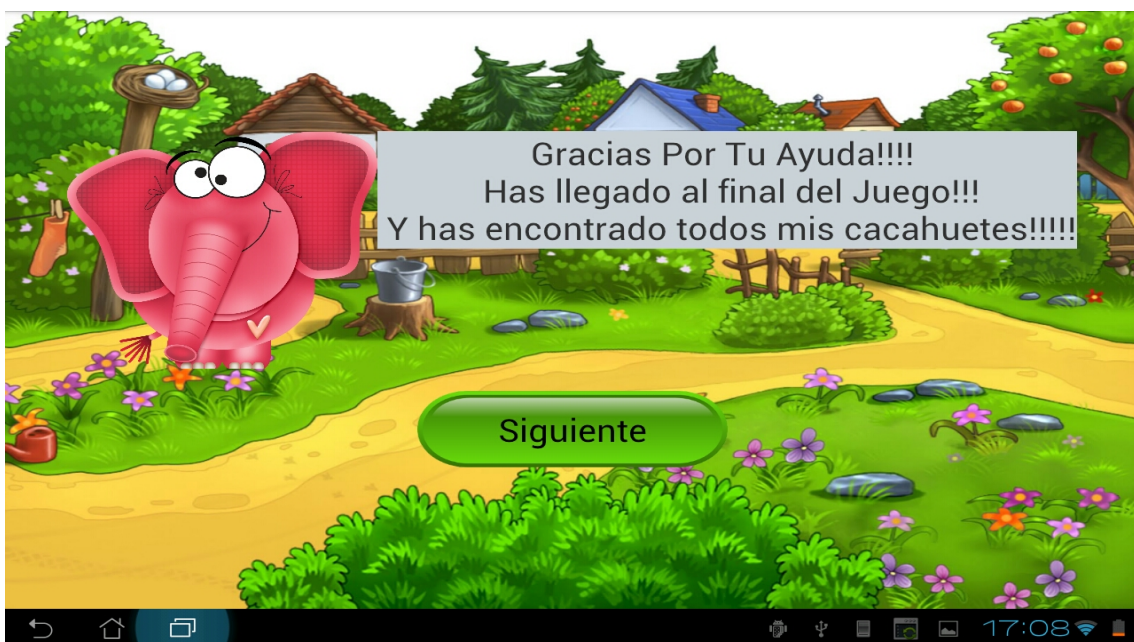 Gracias Por Tu Ayuda!!!!
Has llegado al final del Juego!!!
Y has encontrado todos mis cacahuetes!!!!!
Siguiente
17:08